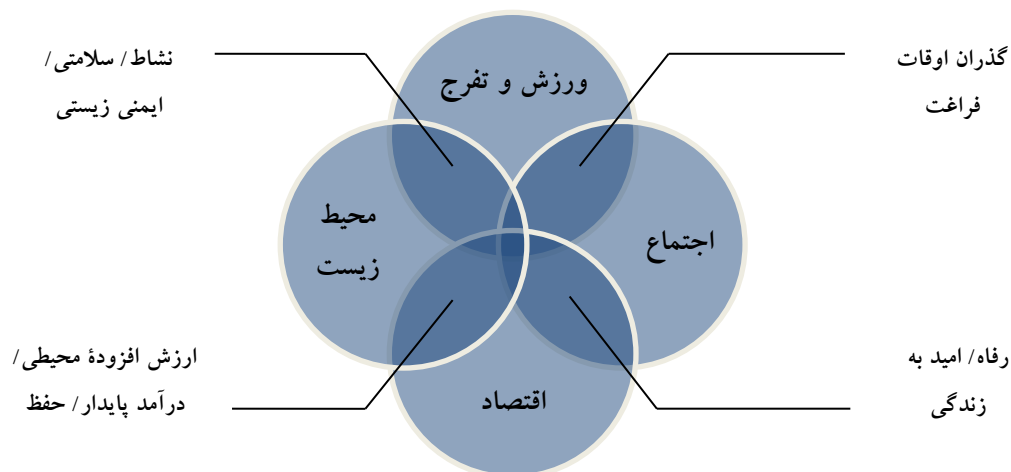 گذران اوقات
فراغت
ورزش و تفرج
نشاط/ سلامتی/
ایمنی زیستی
اجتماع
محیط
زیست
رفاه/ امید به
زندگی
اقتصاد
ارزش افزودهٔ محیطی/
درآمد پایدار/ حفظ